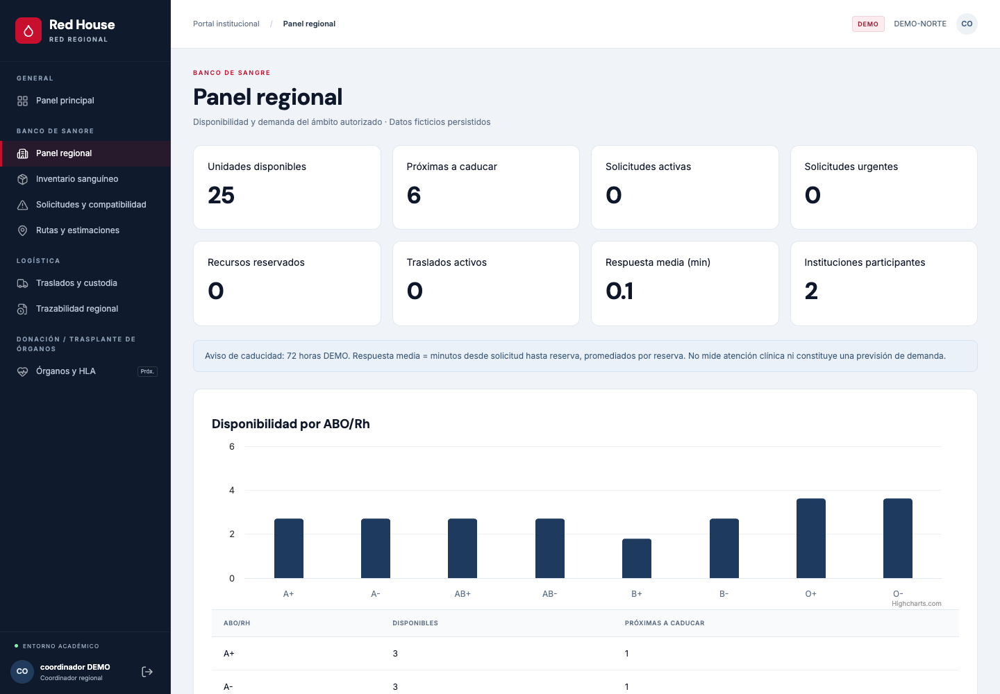 Red House
RED REGIONAL
GENERAL
Panel principal
BANCO DE SANGRE
Panel regional
Inventario sanguíneo
Solicitudes y compatibilidad
Rutas y estimaciones
LOGÍSTICA
Traslados y custodia
Trazabilidad regional
DONACIÓN / TRASPLANTE DE
ÓRGANOS
Órganos y HLA Próx.
ENTORNO ACADÉMICO
CO coordinador DEMO
Coordinador regional
Portal institucional / Panel regional
DEMO DEMO-NORTE CO
BANCO DE SANGRE
Panel regional
Disponibilidad y demanda del ámbito autorizado · Datos ficticios persistidos
Unidades disponibles
25
Próximas a caducar
6
Solicitudes activas
0
Solicitudes urgentes
0
Recursos reservados
0
Traslados activos
0
Respuesta media (min)
0.1
Instituciones participantes
2
Aviso de caducidad: 72 horas DEMO. Respuesta media = minutos desde solicitud hasta reserva, promediados por reserva. No mide atención clínica ni constituye una previsión de demanda.
Disponibilidad por ABO/Rh
6
4
2
0
A+ A- AB+ AB- B+ B- O+ O-
Highcharts.com
ABO/RH DISPONIBLES PRÓXIMAS A CADUCAR
A+ 3 1
A- 3 1